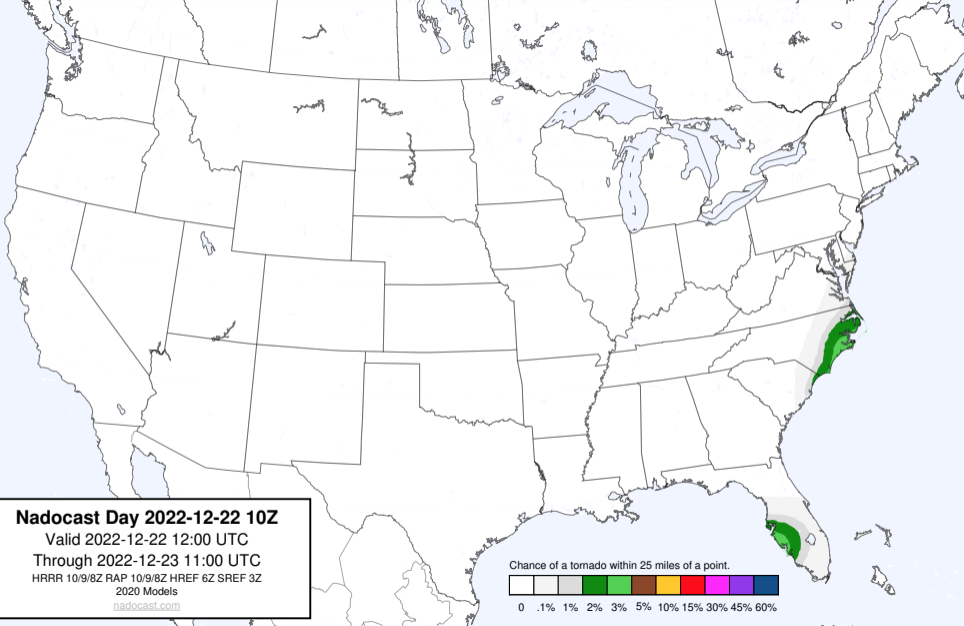 Nadocast Day 2022-12-22 10Z
Valid 2022-12-22 12:00 UTC
Through 2022-12-23 11:00 UTC
HRRR 10/9/8Z RAP 10/9/8Z HREF 6Z SREF 3Z
2020 Models
nadocast.com
Chance of a tornado within 25 miles of a point.
0 .1% 1% 2% 3% 5% 10% 15% 30% 45% 60%